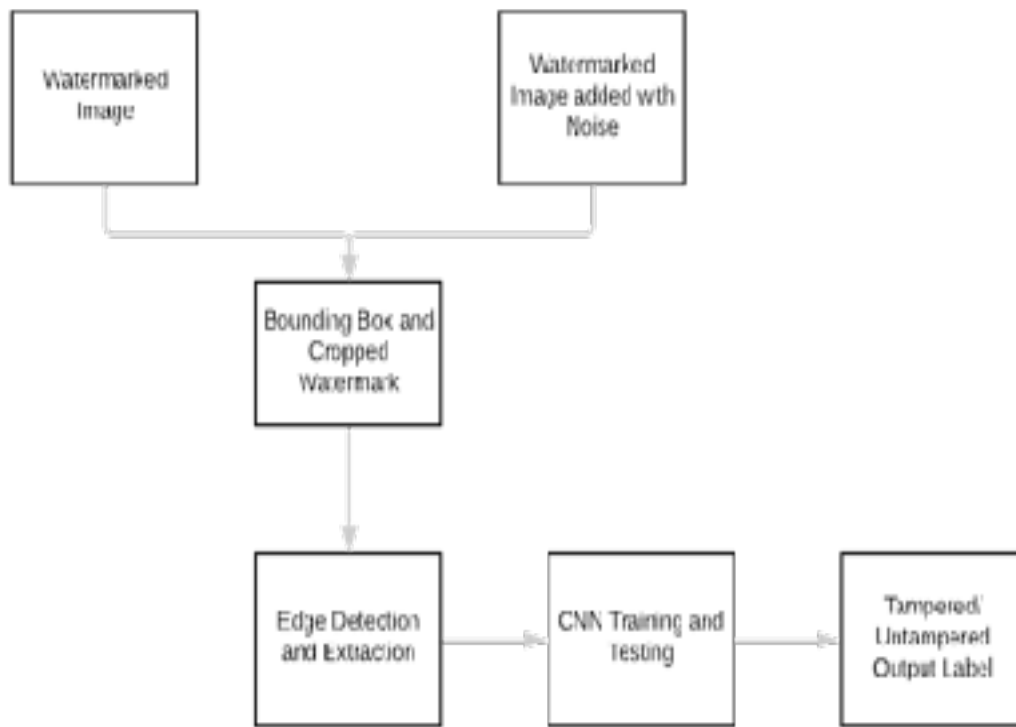 Watermarked
Image
Watermarked
Image added with
Noise
Bounding Box and
Cropped
Watermark
Edge Detection
and Extraction
CNN Training and
Testing
Tampered/
Untampered
Output Label